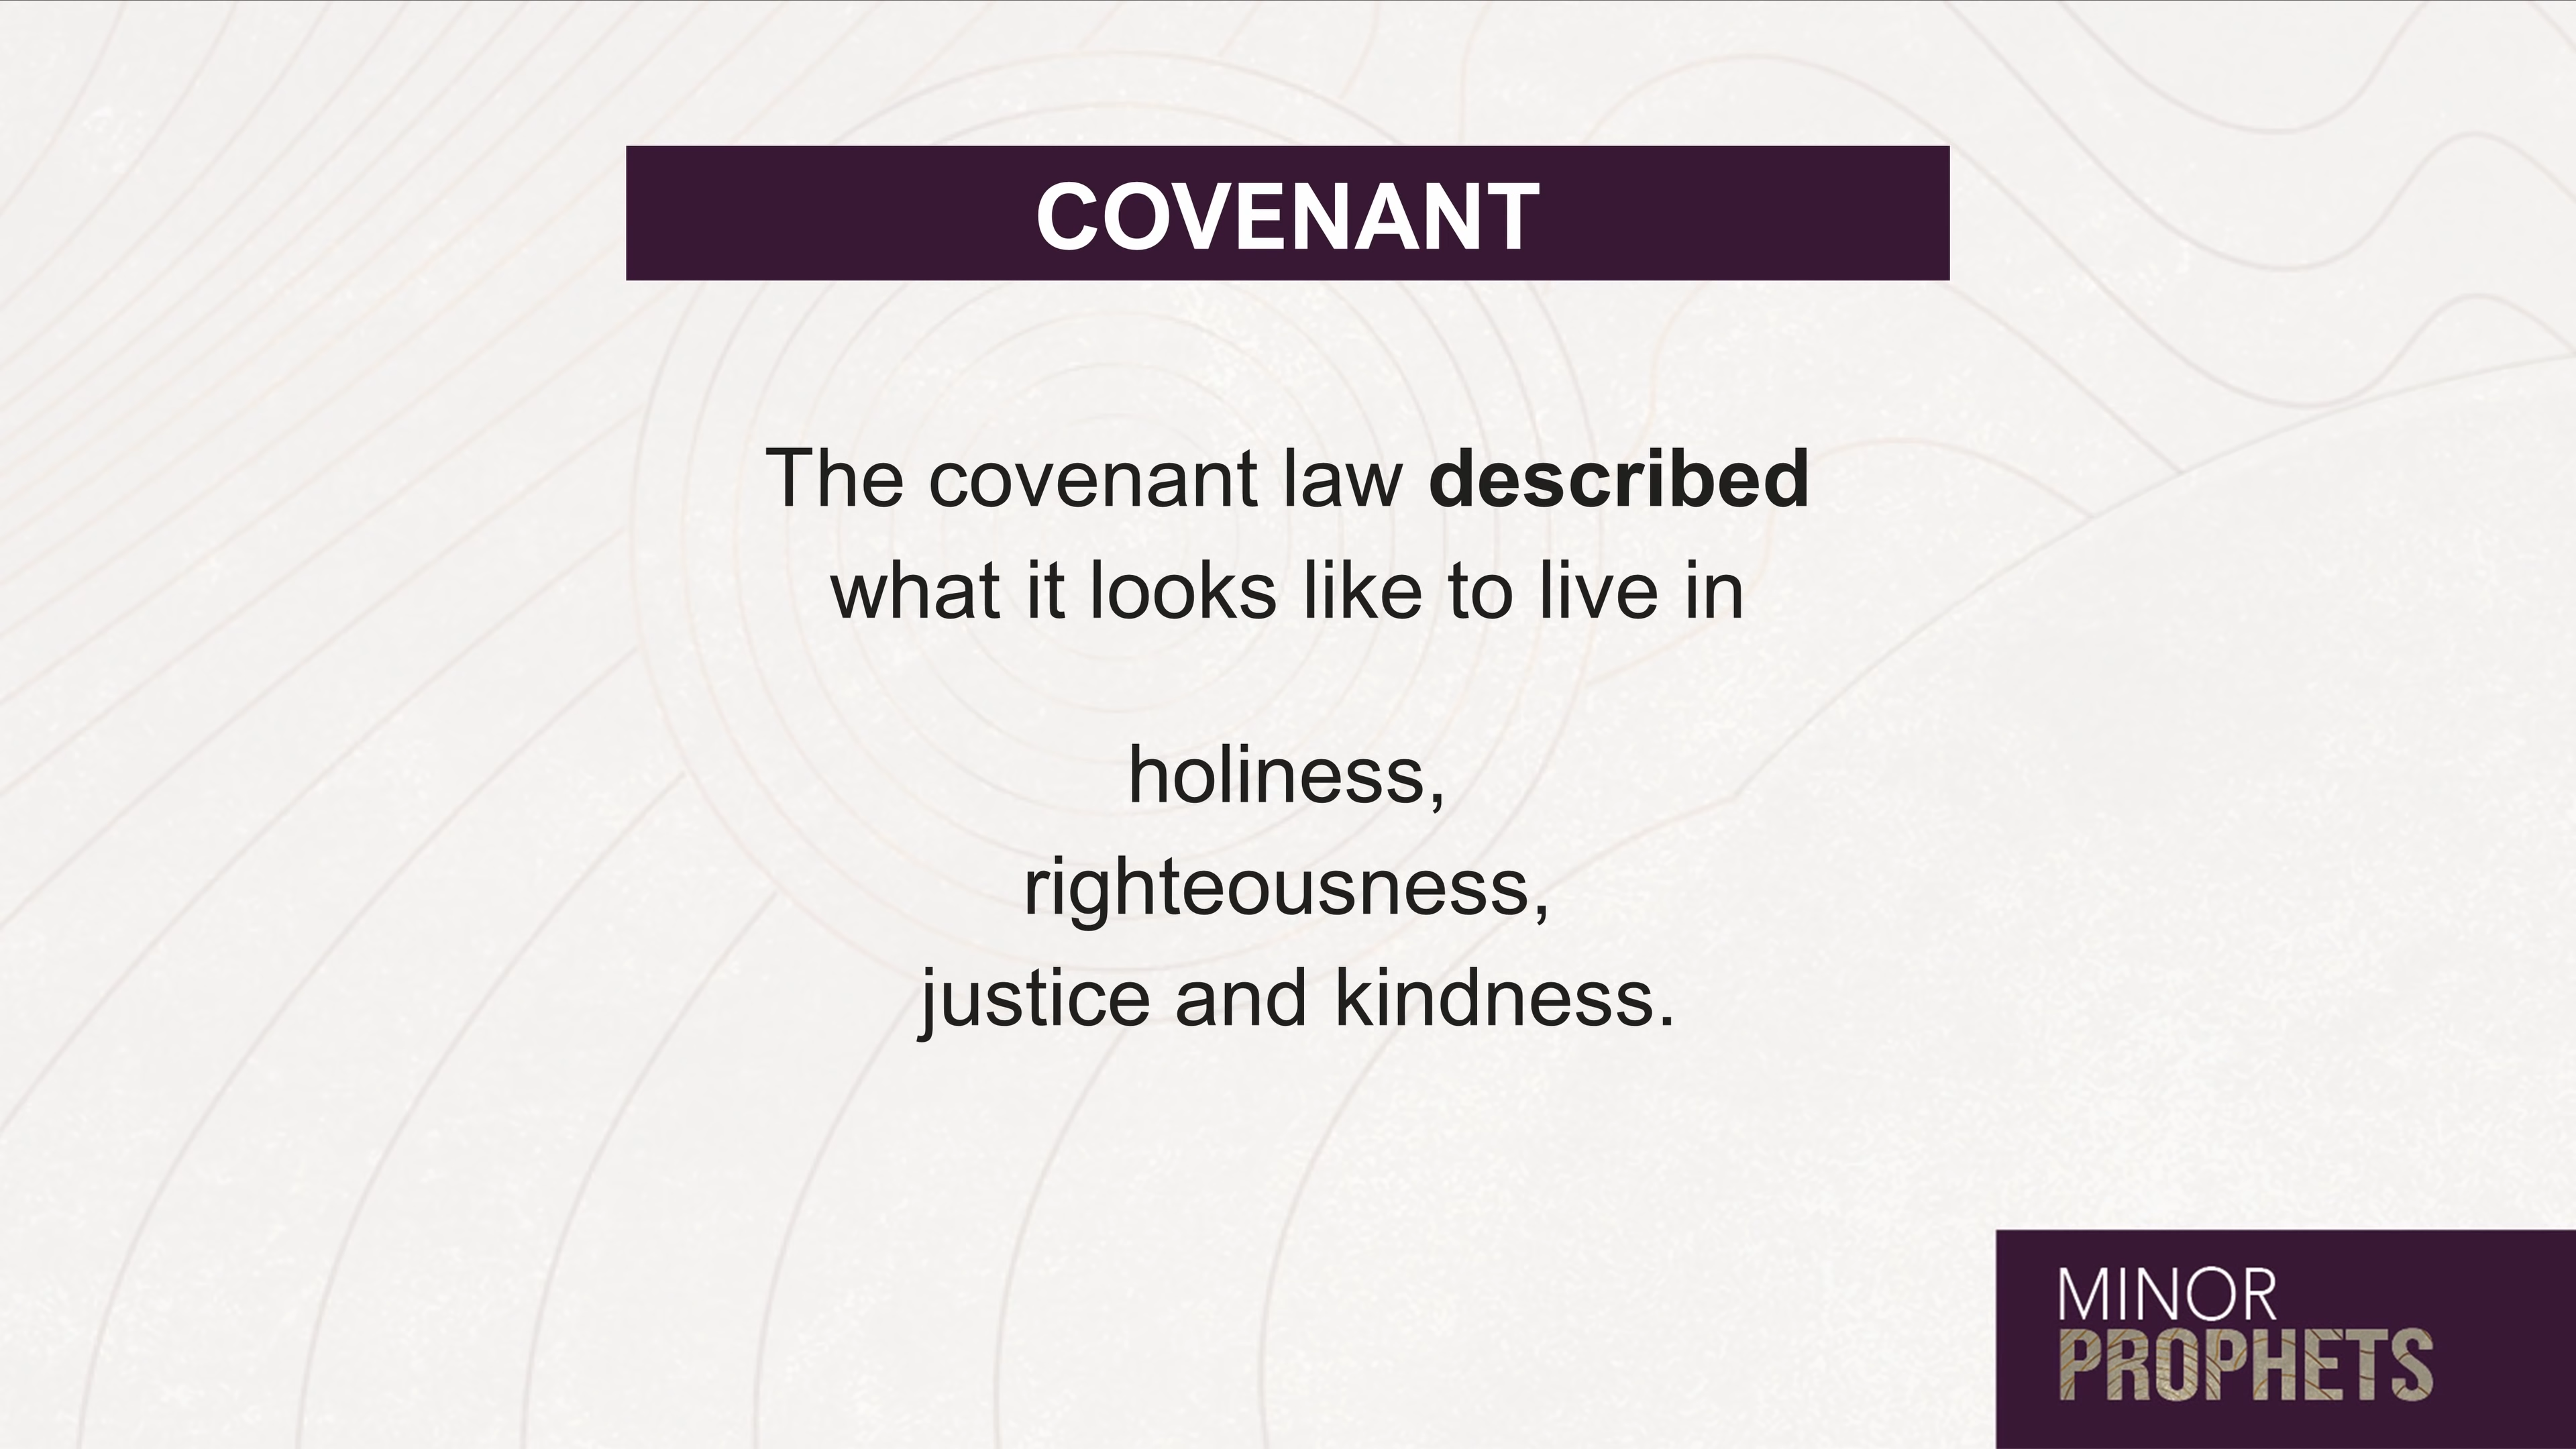 COVENANT
The covenant law described
what it looks like to live in
holiness,
righteousness,
justice and kindness.
MINOR
PROPHETS